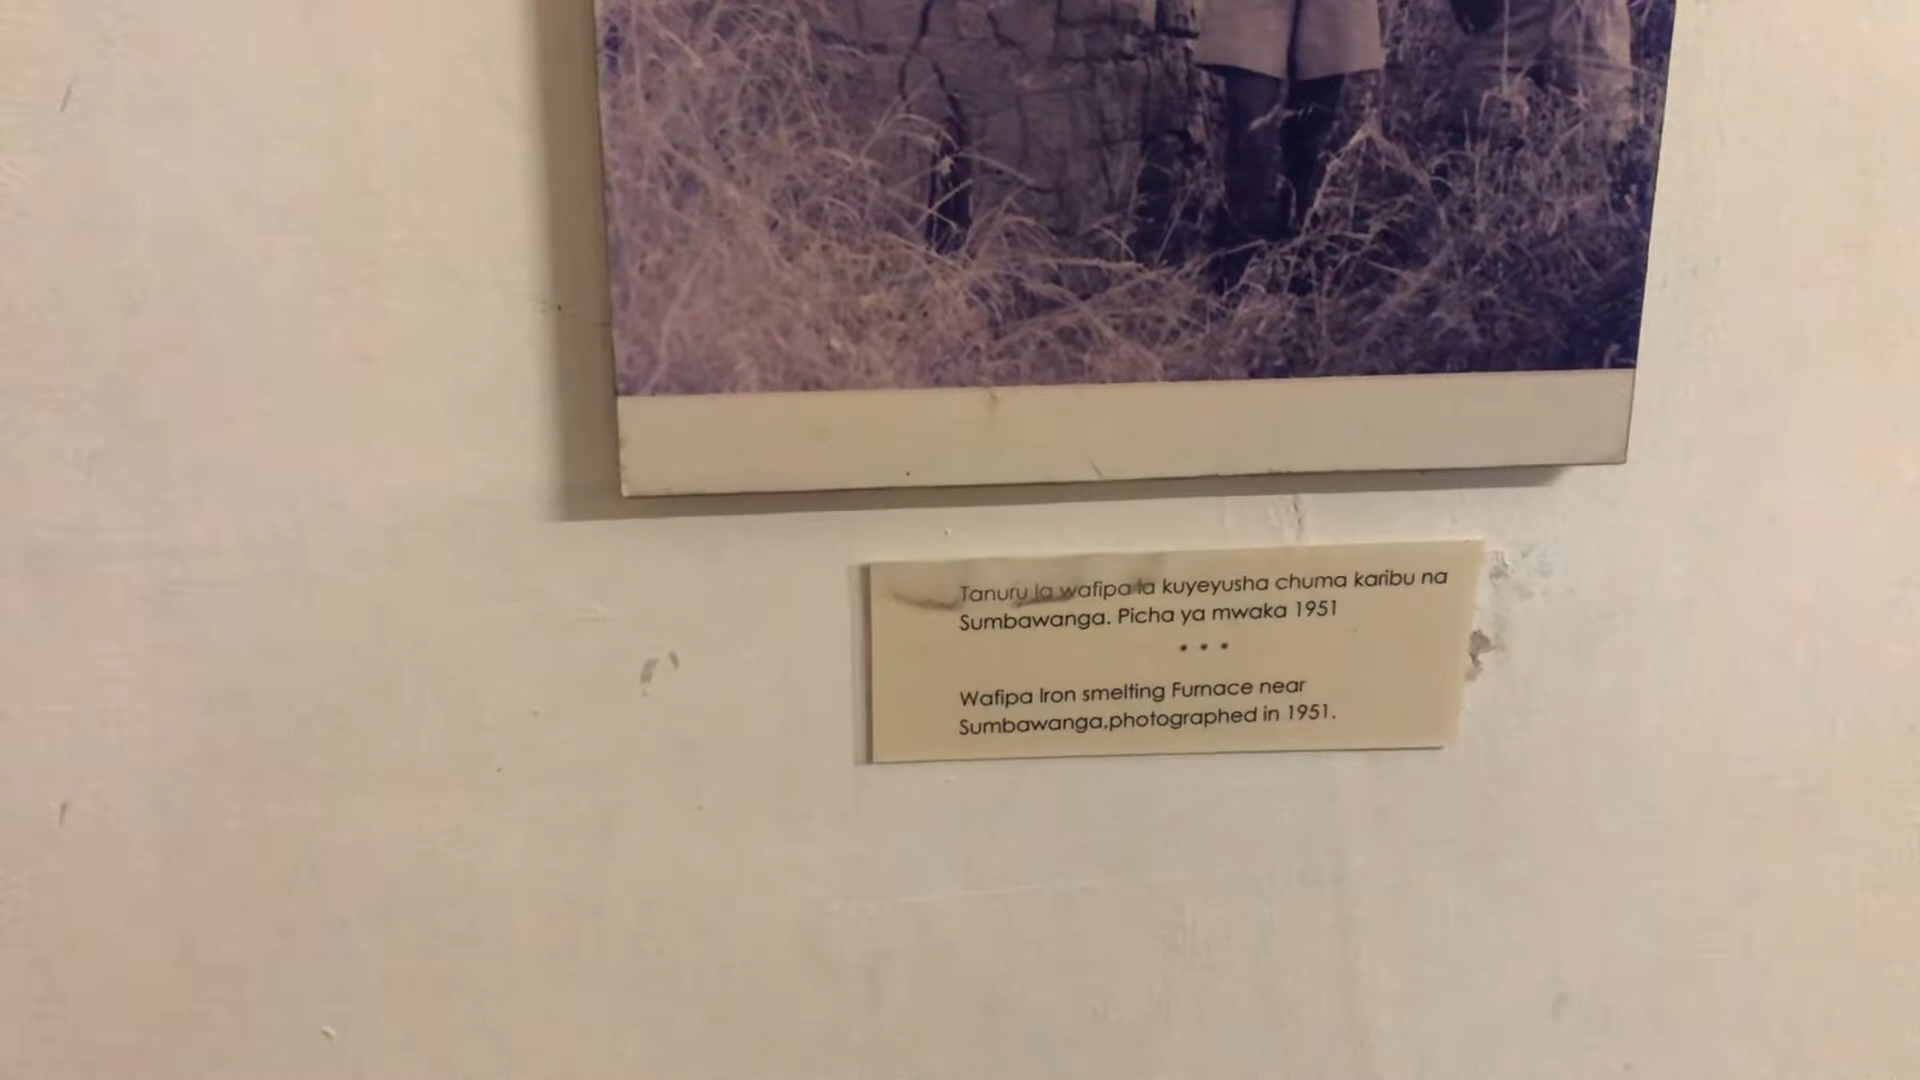 Tanuru la wafipa la kuyeyusha chuma karibu na
Sumbawanga. Picha ya mwaka 1951
• • •
Wafipa Iron smelting Furnace near
Sumbawanga,photographed in 1951.